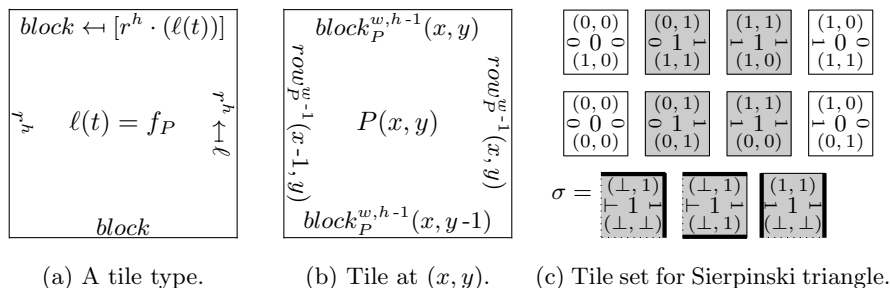 block ↤ [r^h · (ℓ(t))]
r^h
ℓ(t) = f_P
r^h ↤ ℓ
block
(a) A tile type.
block_P^{w,h-1}(x, y)
row_P^{w-1}(x-1, y)
P(x, y)
row_P^{w-1}(x, y)
block_P^{w,h-1}(x, y-1)
(b) Tile at (x, y).
(0, 0) (0, 1) (1, 1) (1, 0)
0 0 0 0 1 1 1 1 1 1 0 0
(1, 0) (1, 1) (1, 0) (1, 1)
(0, 0) (0, 1) (1, 1) (1, 0)
0 0 0 0 1 1 1 1 1 1 0 0
(0, 0) (0, 1) (0, 0) (0, 1)
σ =
(⊥, 1) (⊥, 1) (1, 1)
⊥ 1 1 ⊥ 1 1 1 1 1
(⊥, ⊥) (⊥, 1) (⊥, ⊥)
(c) Tile set for Sierpinski triangle.